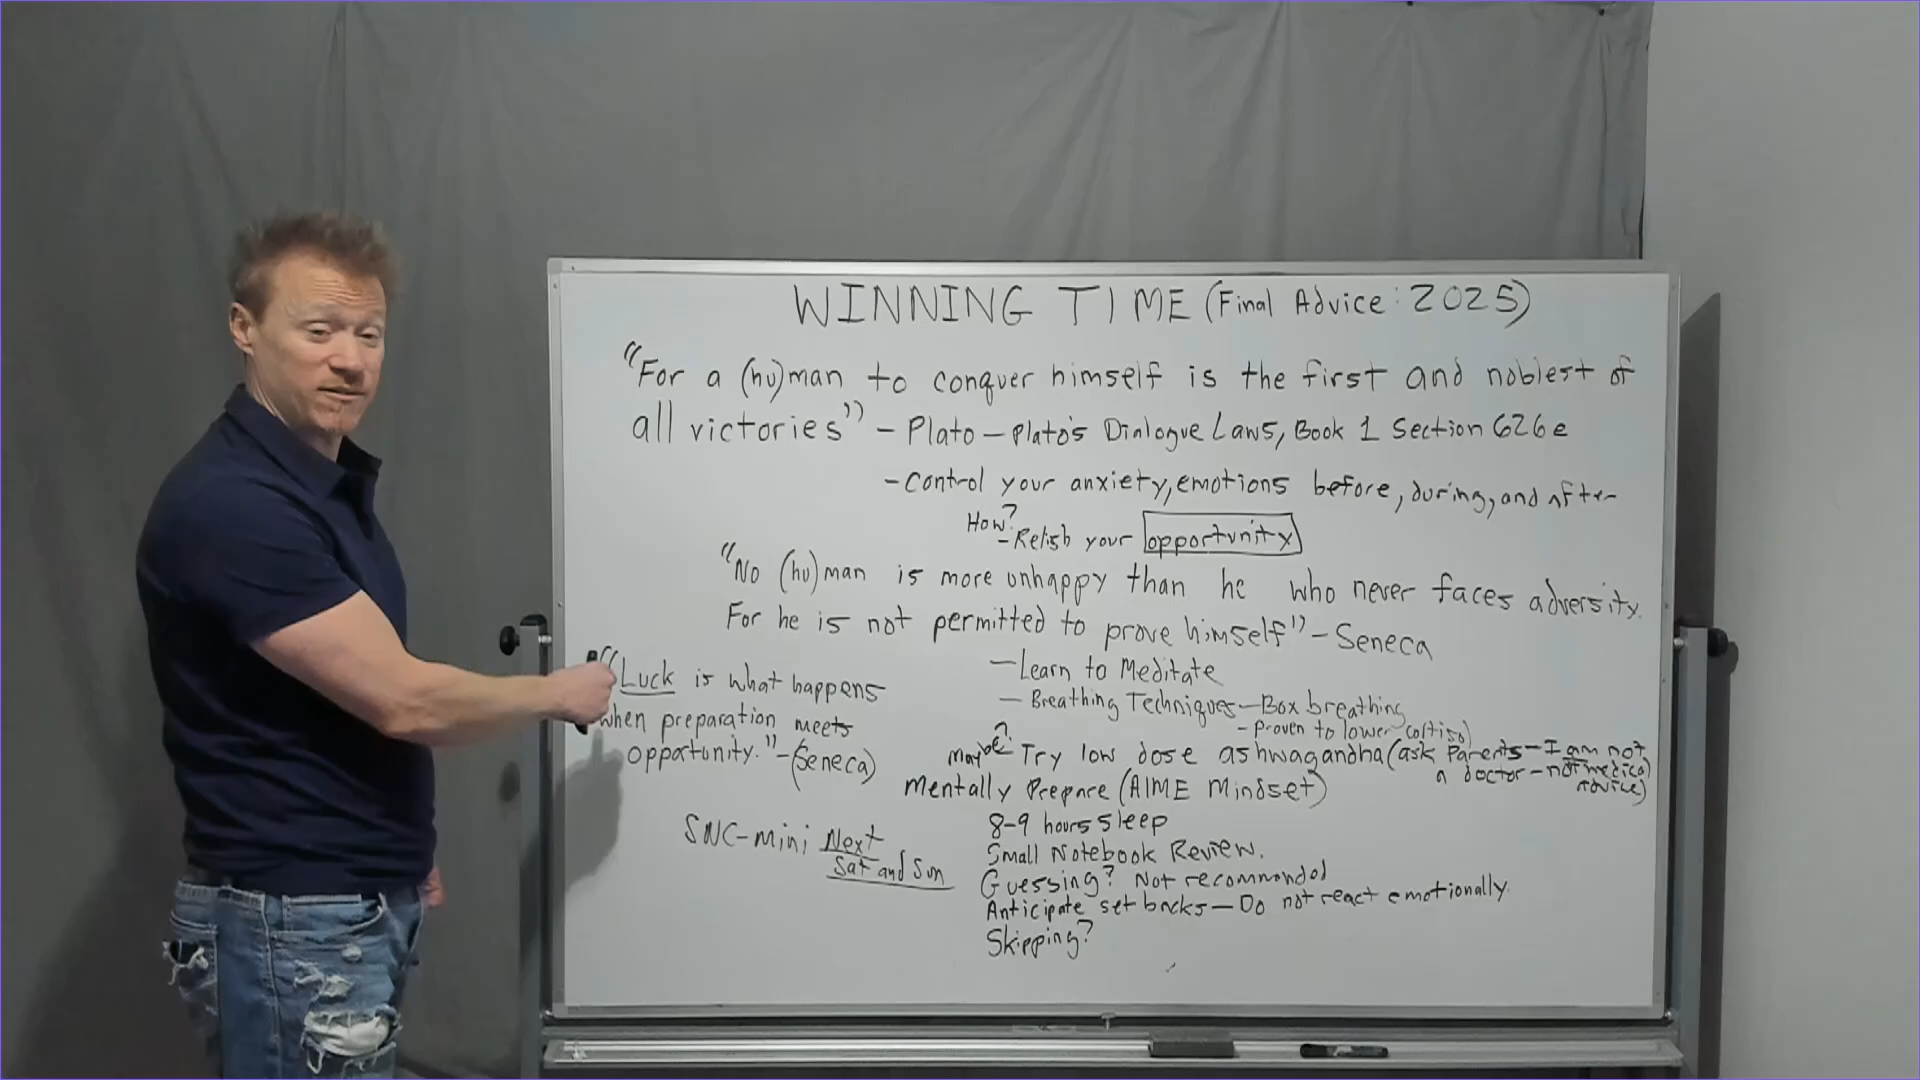 WINNING TIME (Final Advice: 2025)
"For a (hu)man to conquer himself is the first and noblest of
all victories" - Plato - Plato's Dialogue Laws, Book 1 Section 626e
- Control your anxiety, emotions before, during, and after
How?
- Relish your opportunity
"No (hu)man is more unhappy than he who never faces adversity.
For he is not permitted to prove himself" - Seneca
"Luck is what happens
when preparation meets
opportunity." - (Seneca)
SNC-mini Next
Sat and Sun
- Learn to Meditate
- Breathing Techniques - Box breathing
- Proven to lower
maybe? Try low dose ashwagandha (ask Parents - I am not
a doctor - not medical
advice)
Mentally Prepare (AIME Mindset)
8-9 hours sleep
Small Notebook Review.
Guessing? Not recommended
Anticipate set backs - Do not react emotionally.
Skipping?